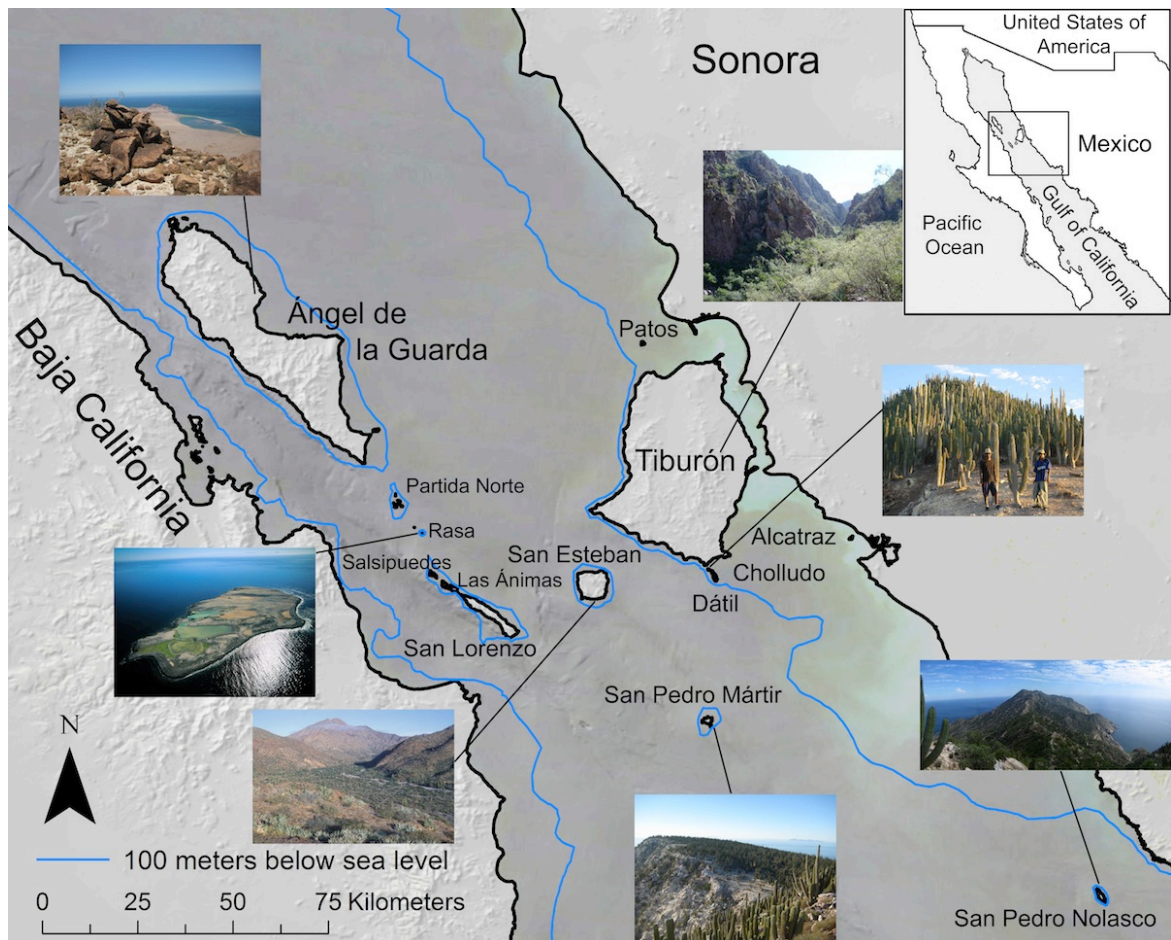 Sonora
United States of
America
Mexico
Gulf of California
Pacific
Ocean
Ángel de
la Guarda
Baja California
Patos
Tiburón
Partida Norte
Rasa
Salsipuedes
Las Ánimas
San Esteban
San Lorenzo
Alcatraz
Cholludo
Dátil
San Pedro Mártir
San Pedro Nolasco
N
100 meters below sea level
0 25 50 75 Kilometers